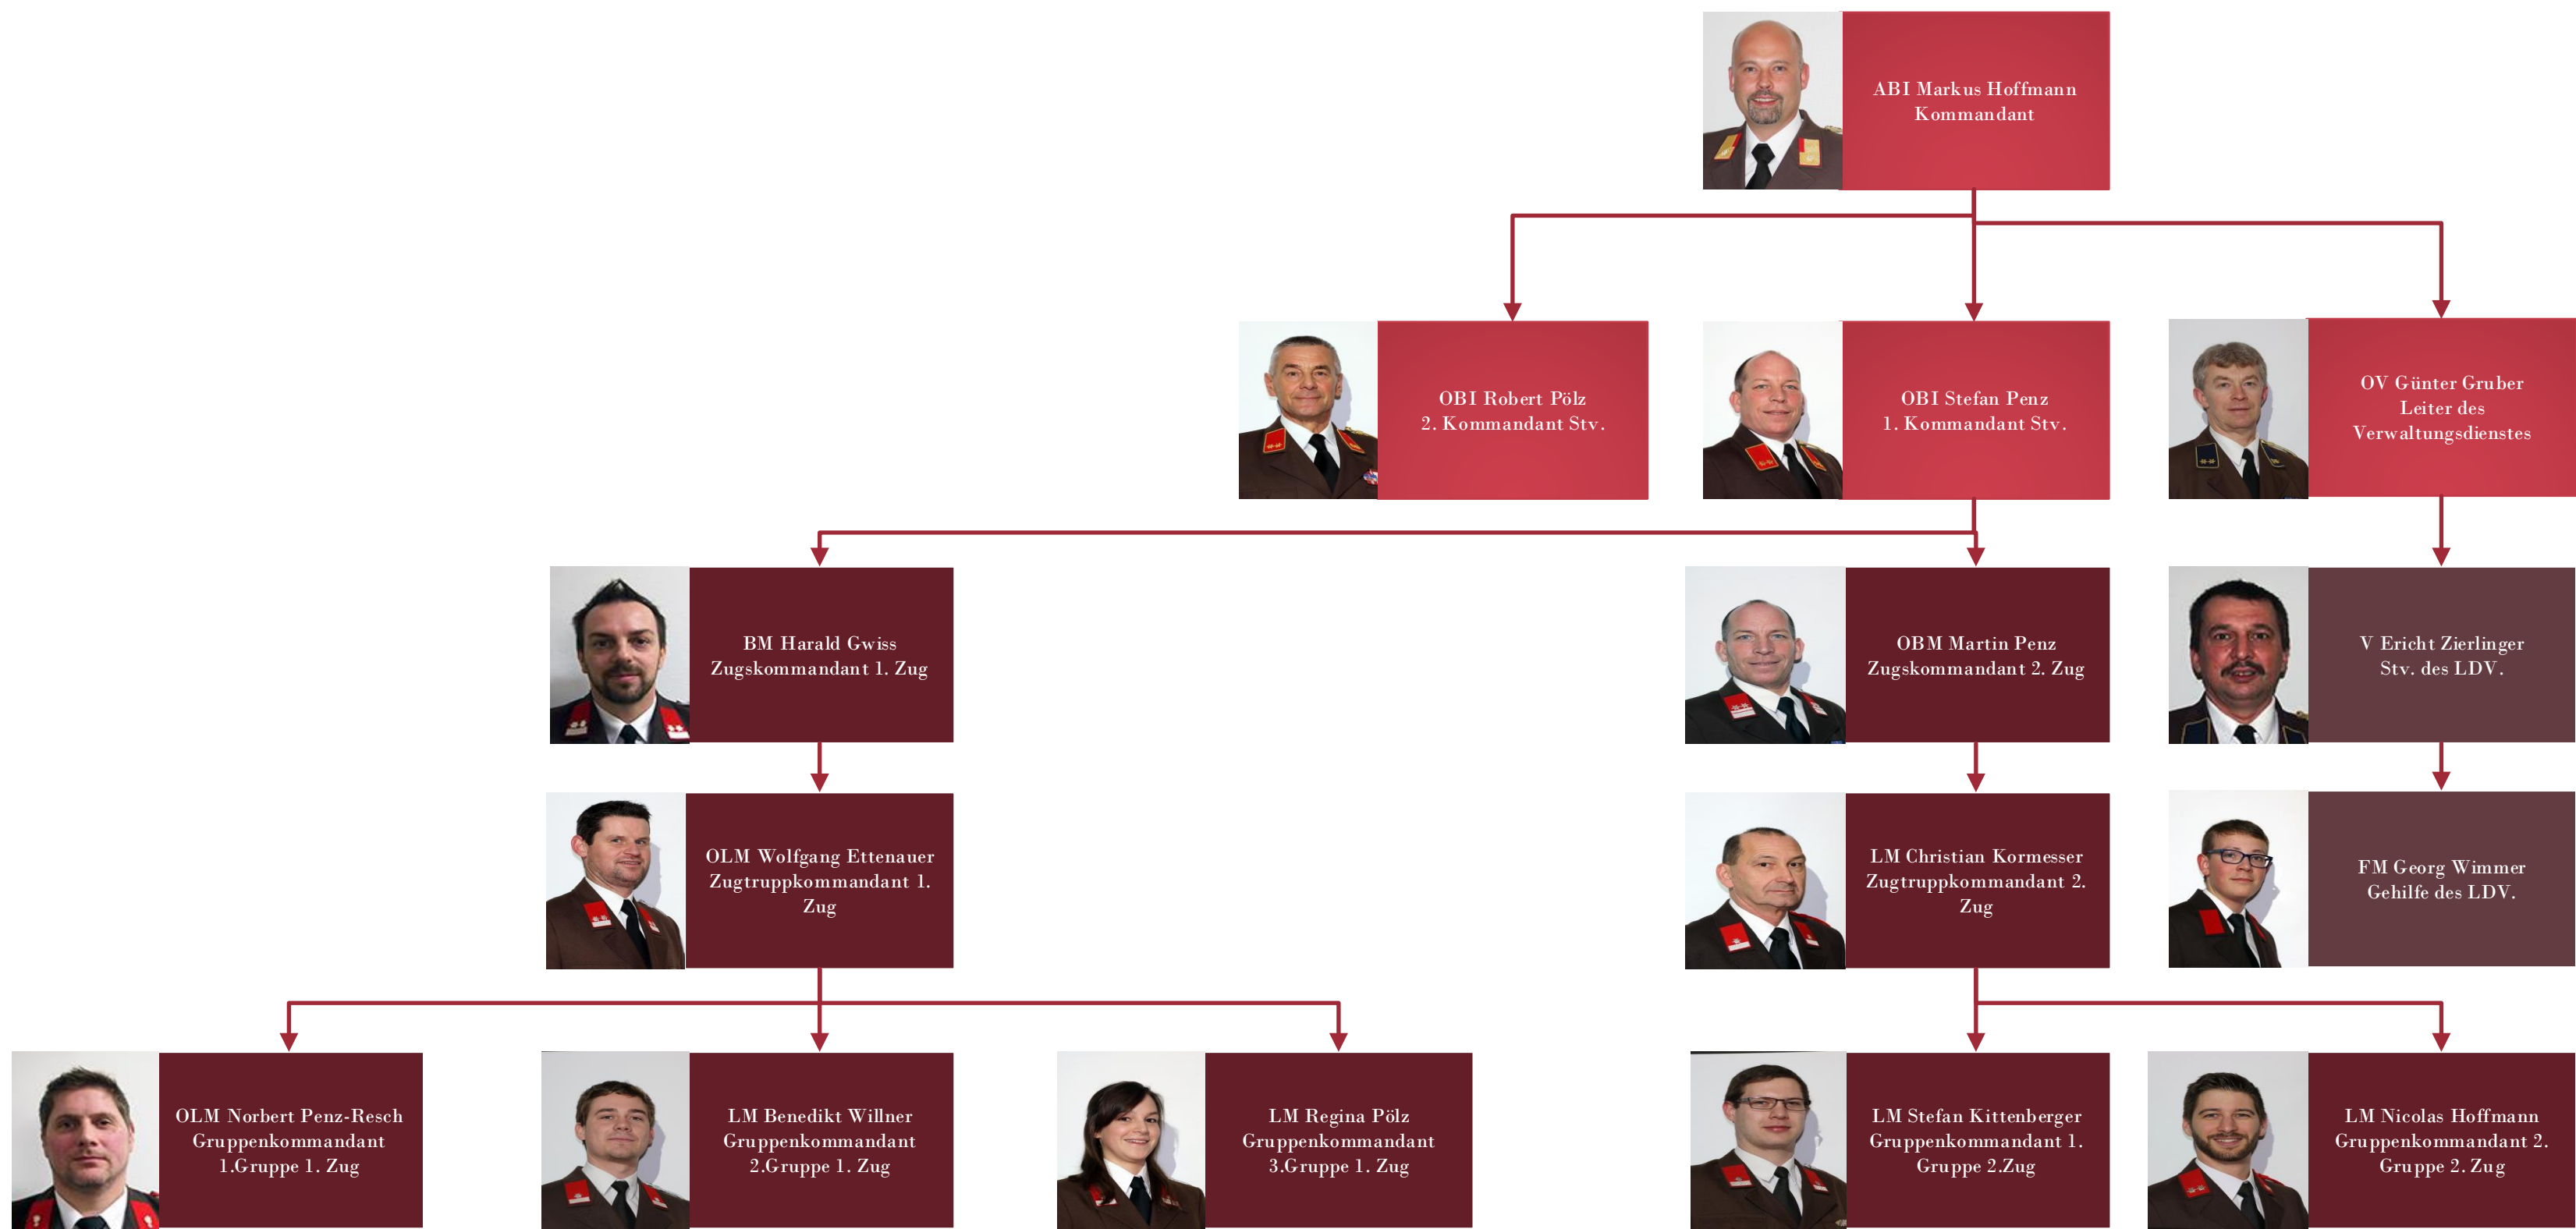 ABI Markus Hoffmann
Kommandant
OBI Robert Pölz
2. Kommandant Stv.
OBI Stefan Penz
1. Kommandant Stv.
OV Günter Gruber
Leiter des
Verwaltungsdienstes
BM Harald Gwiss
Zugskommandant 1. Zug
OBM Martin Penz
Zugskommandant 2. Zug
V Ericht Zierlinger
Stv. des LDV.
OLM Wolfgang Ettenauer
Zugtruppkommandant 1.
Zug
LM Christian Kormesser
Zugtruppkommandant 2.
Zug
FM Georg Wimmer
Gehilfe des LDV.
OLM Norbert Penz-Resch
Gruppenkommandant
1.Gruppe 1. Zug
LM Benedikt Willner
Gruppenkommandant
2.Gruppe 1. Zug
LM Regina Pölz
Gruppenkommandant
3.Gruppe 1. Zug
LM Stefan Kittenberger
Gruppenkommandant 1.
Gruppe 2.Zug
LM Nicolas Hoffmann
Gruppenkommandant 2.
Gruppe 2. Zug